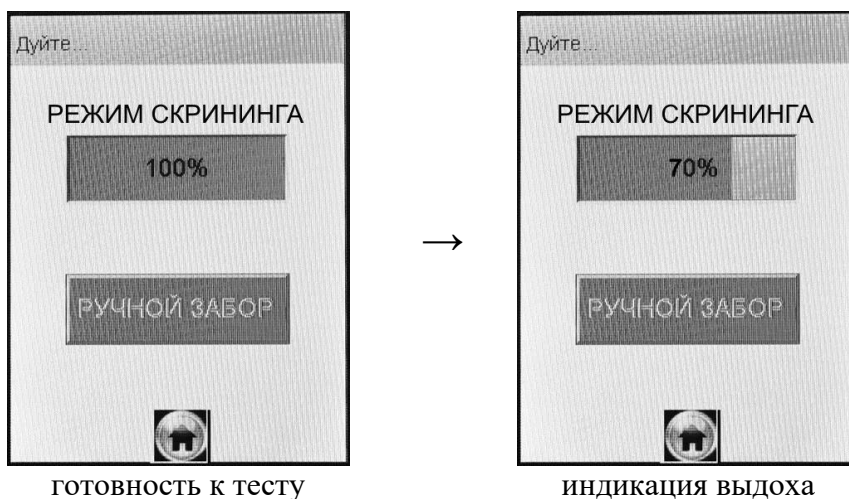 Дуйте...
РЕЖИМ СКРИНИНГА
100%
РУЧНОЙ ЗАБОР
готовность к тесту
→
Дуйте...
РЕЖИМ СКРИНИНГА
70%
РУЧНОЙ ЗАБОР
индикация выдоха